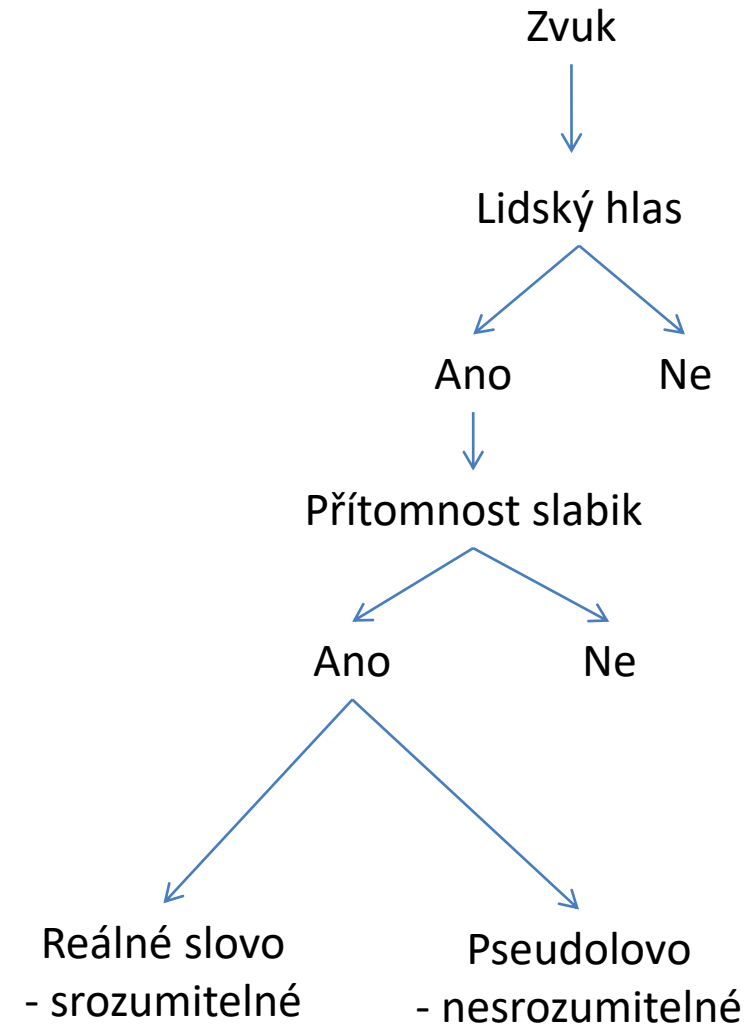 Zvuk
Lidský hlas
Ano
Ne
Přítomnost slabik
Ano
Ne
Reálné slovo
- srozumitelné
Pseudolovo
- nesrozumitelné